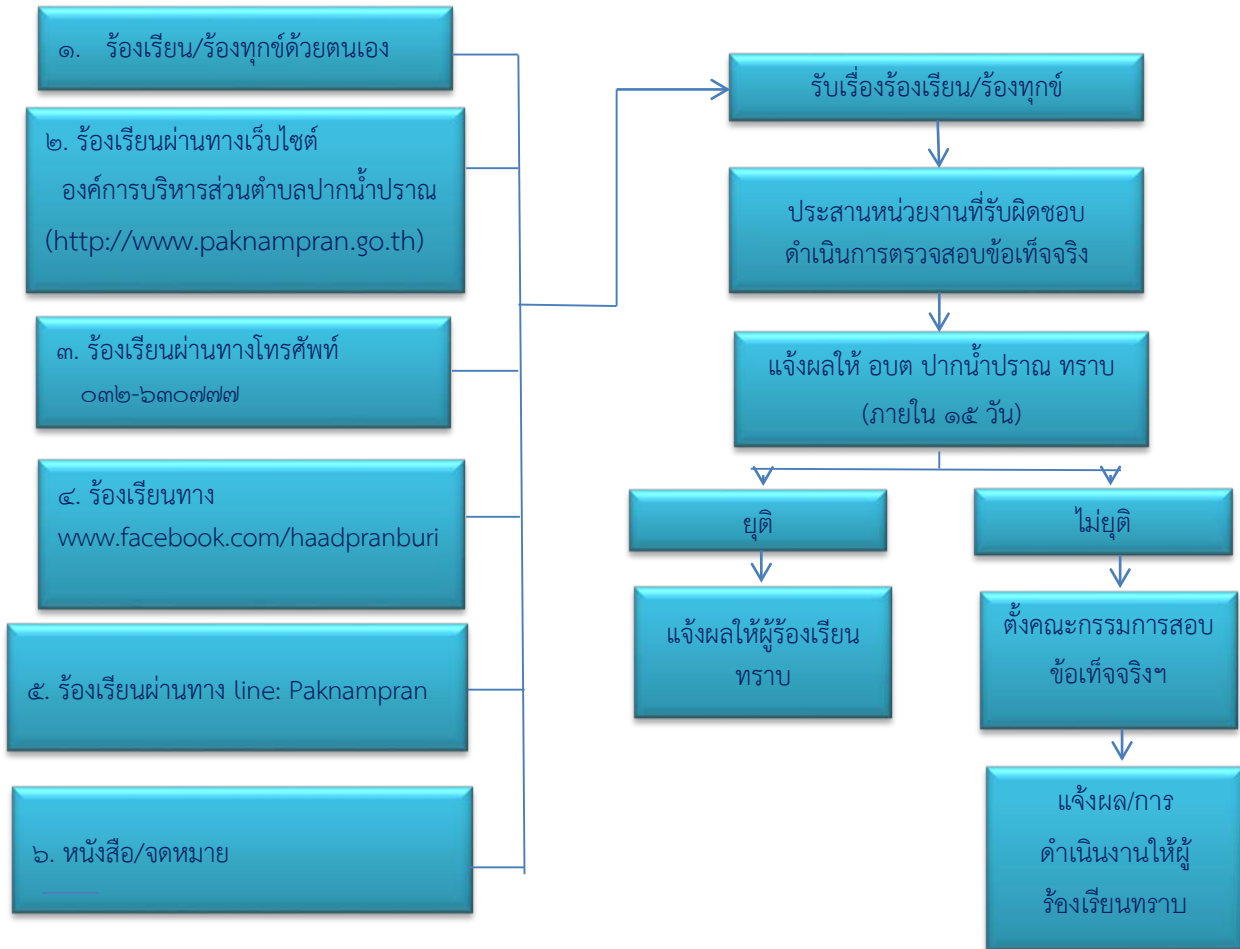 ๑. ร้องเรียน/ร้องทุกข์ด้วยตนเอง
๒. ร้องเรียนผ่านทางเว็บไซต์
องค์การบริหารส่วนตำบลปากน้ำปราณ
(http://www.paknampran.go.th)
๓. ร้องเรียนผ่านทางโทรศัพท์
๐๓๒-๖๓๐๗๗๗
๔. ร้องเรียนทาง
www.facebook.com/haadpranburi
๕. ร้องเรียนผ่านทาง line: Paknampran
๖. หนังสือ/จดหมาย
รับเรื่องร้องเรียน/ร้องทุกข์
ประสานหน่วยงานที่รับผิดชอบ
ดำเนินการตรวจสอบข้อเท็จจริง
แจ้งผลให้ อบต ปากน้ำปราณ ทราบ
(ภายใน ๑๕ วัน)
ยุติ
แจ้งผลให้ผู้ร้องเรียน
ทราบ
ไม่ยุติ
ตั้งคณะกรรมการสอบ
ข้อเท็จจริงฯ
แจ้งผล/การ
ดำเนินงานให้ผู้
ร้องเรียนทราบ